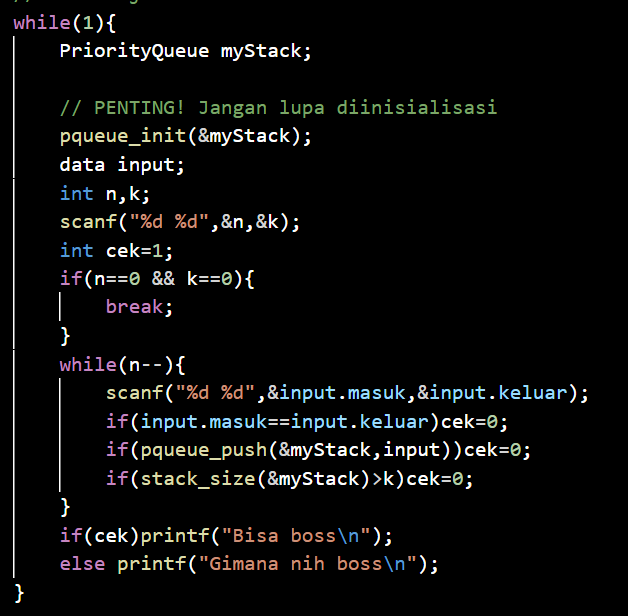 while(1){
PriorityQueue myStack;
// PENTING! Jangan lupa diinisialisasi
pqueue_init(&myStack);
data input;
int n,k;
scanf("%d %d",&n,&k);
int cek=1;
if(n==0 && k==0){
break;
}
while(n--){
scanf("%d %d",&input.masuk,&input.keluar);
if(input.masuk==input.keluar)cek=0;
if(pqueue_push(&myStack,input))cek=0;
if(stack_size(&myStack)>k)cek=0;
}
if(cek)printf("Bisa boss\n");
else printf("Gimana nih boss\n");
}